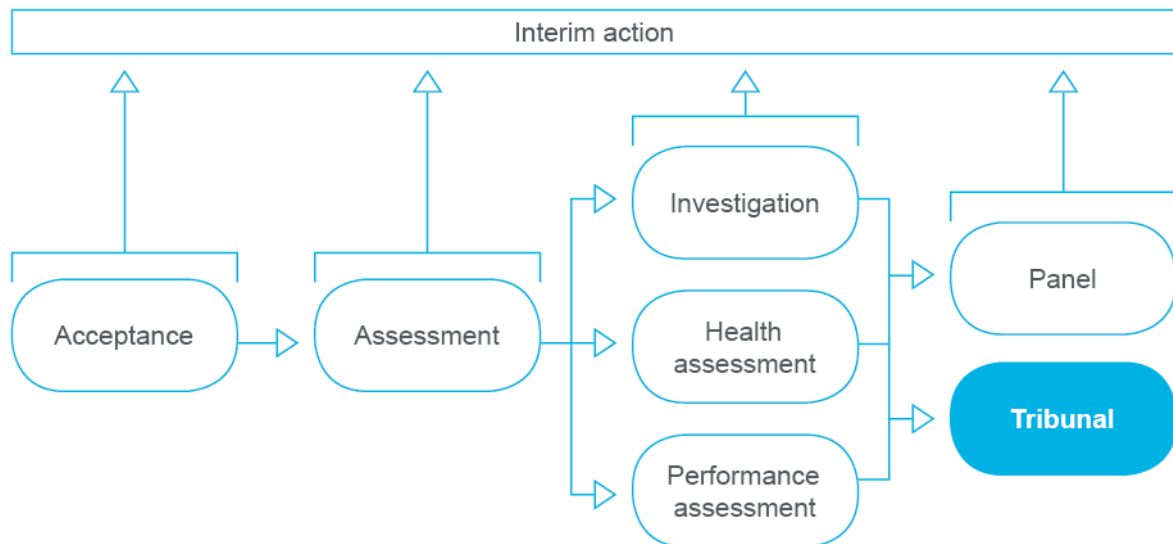 Interim action
Acceptance
Assessment
Investigation
Health
assessment
Performance
assessment
Panel
Tribunal